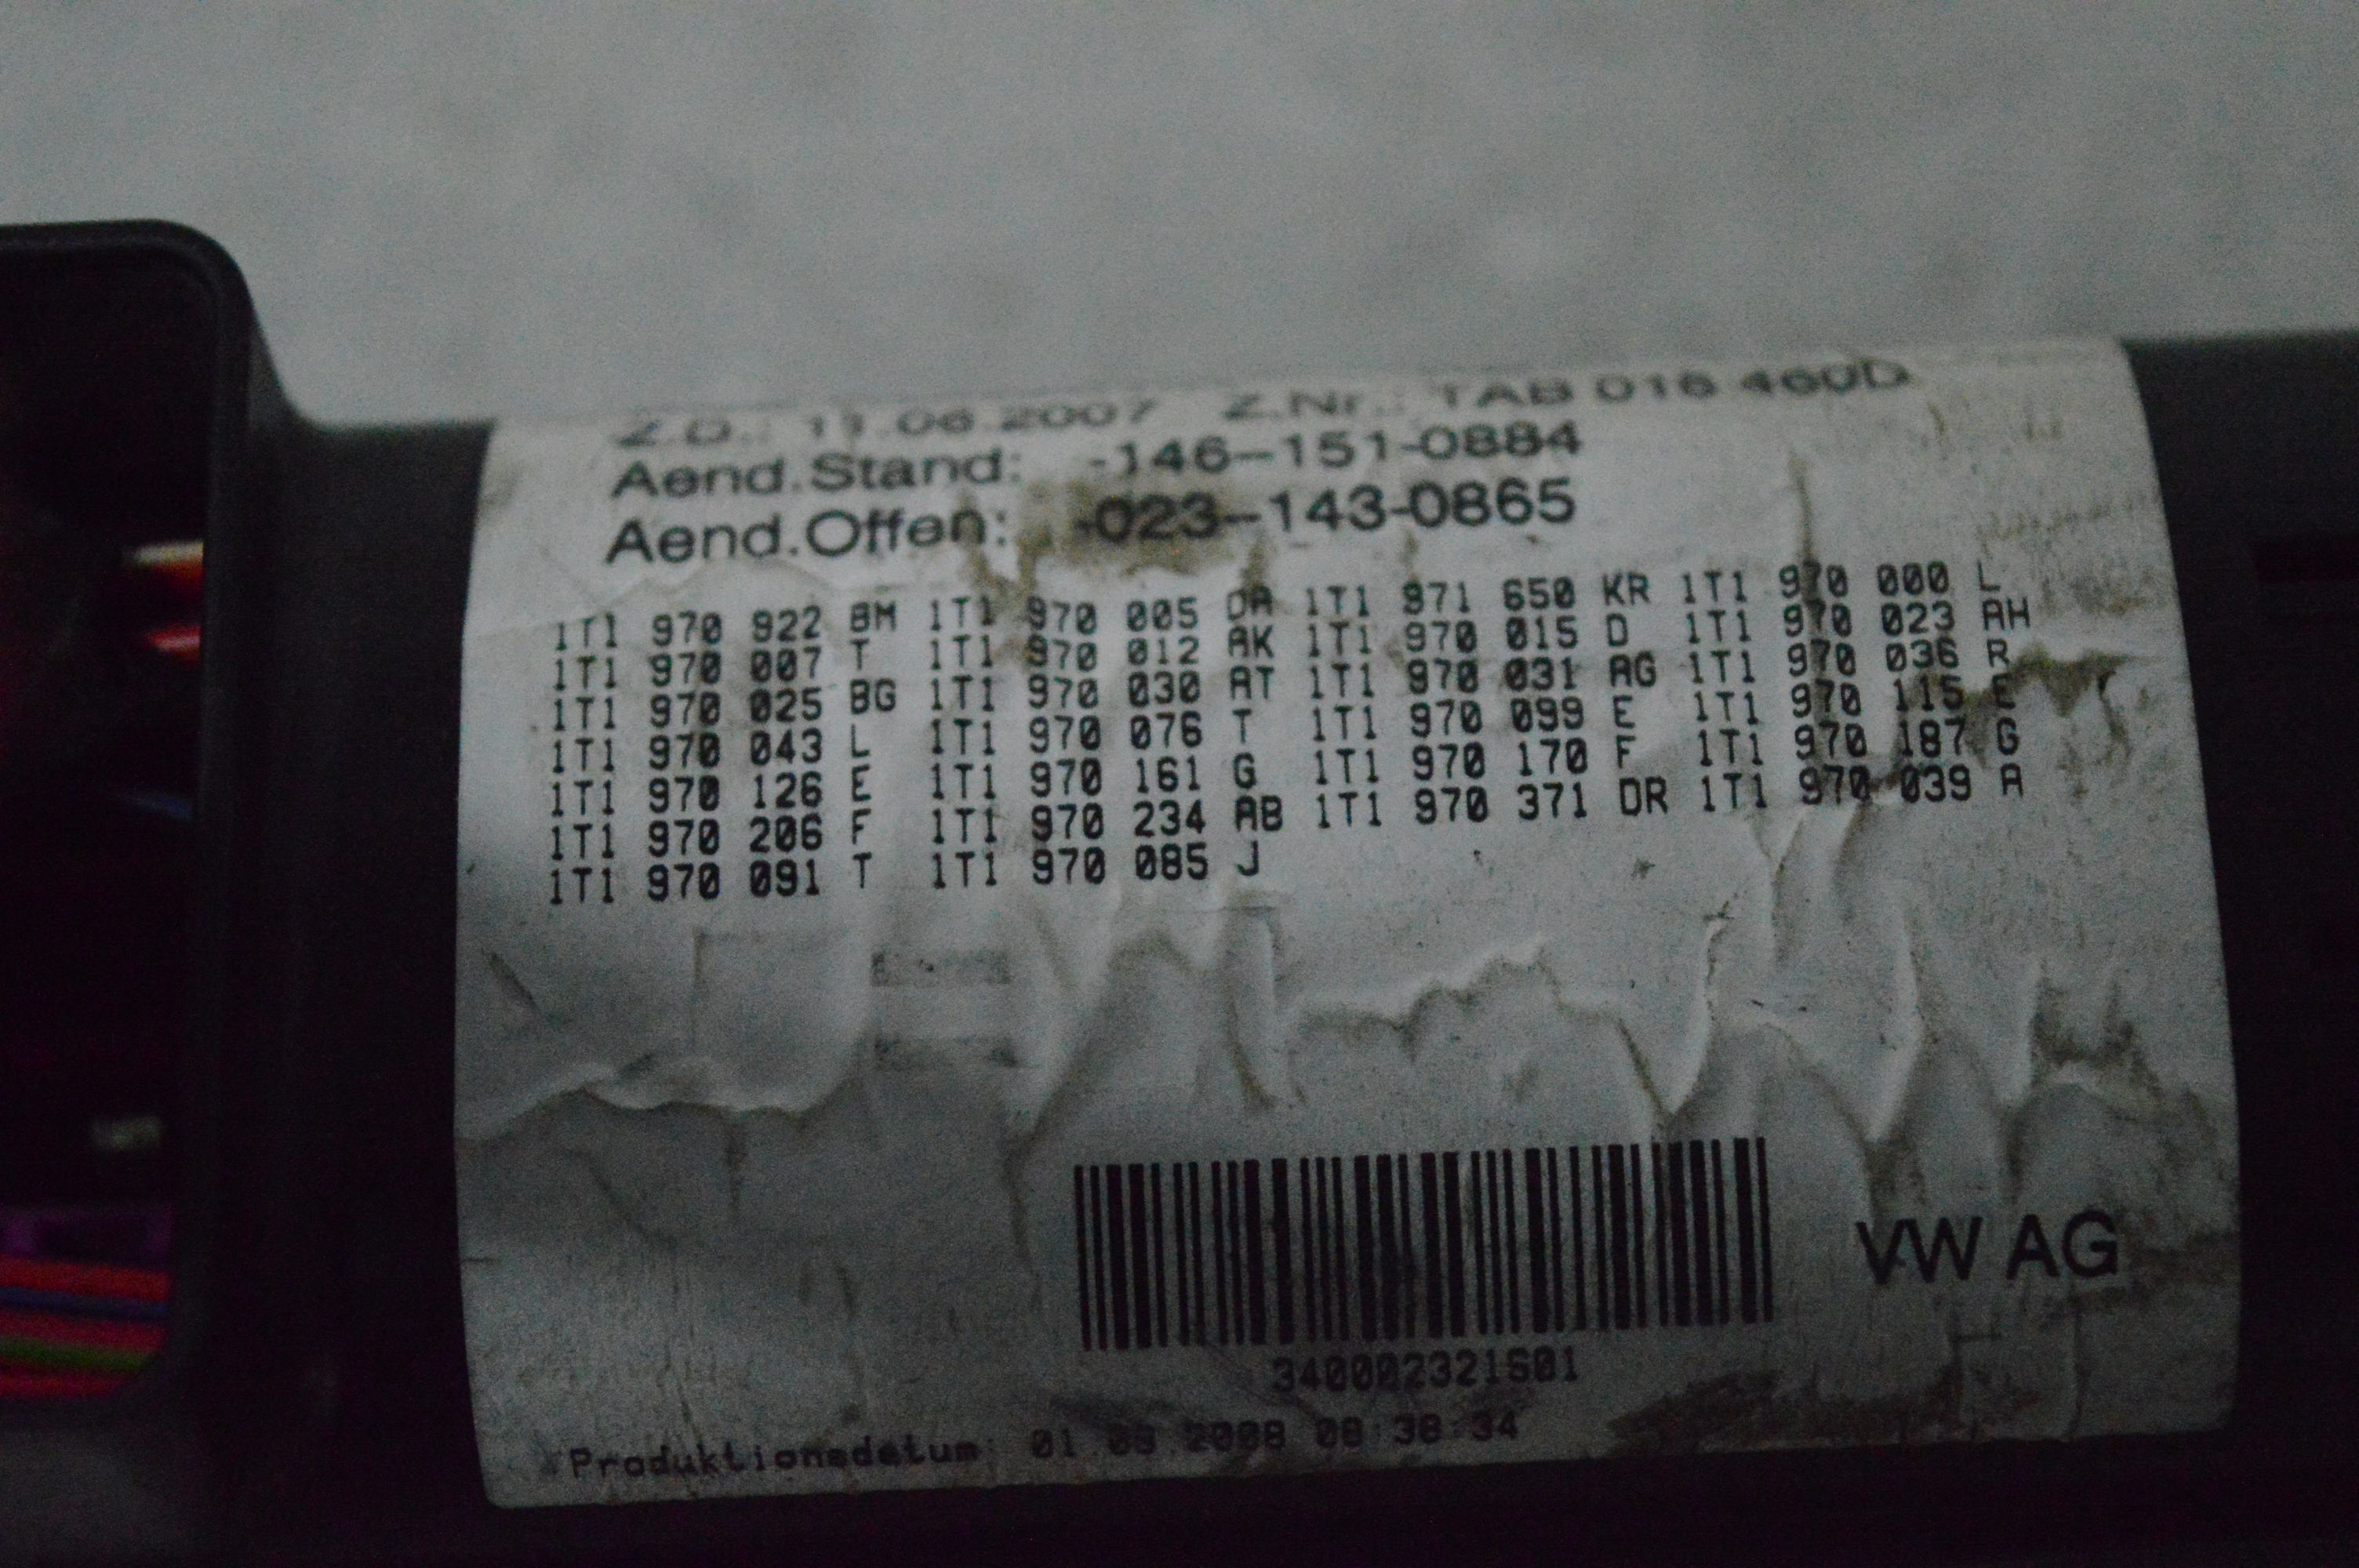 Z.D.: 11.06.2007 Z.Nr.: TAB 016 460D
Aend.Stand: -146-151-0884
Aend.Offen: -023-143-0865
1T1 970 922 BM 1T1 970 005 DA 1T1 971 650 KR 1T1 970 000 L
1T1 970 007 T 1T1 970 012 AK 1T1 970 015 D 1T1 970 023 AH
1T1 970 025 BG 1T1 970 030 AT 1T1 970 031 AG 1T1 970 036 R
1T1 970 043 L 1T1 970 076 T 1T1 970 099 E 1T1 970 115 E
1T1 970 126 E 1T1 970 161 G 1T1 970 170 F 1T1 970 187 G
1T1 970 206 F 1T1 970 234 AB 1T1 970 371 DR 1T1 970 039 A
1T1 970 091 T 1T1 970 085 J
VW AG
340002321601
Produktionsdatum: 08:38:34